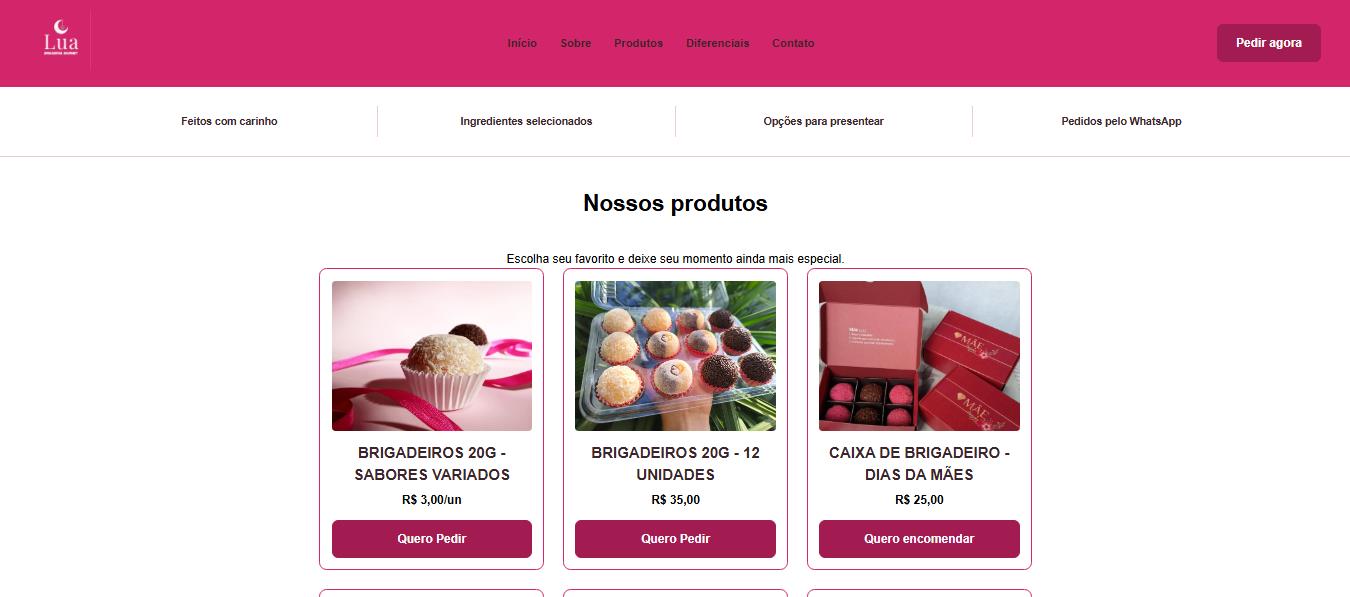 Lua
Início Sobre Produtos Diferenciais Contato
Pedir agora
Feitos com carinho
Ingredientes selecionados
Opções para presentear
Pedidos pelo WhatsApp
Nossos produtos
Escolha seu favorito e deixe seu momento ainda mais especial.
MÃE
MÃE
MÃE
BRIGADEIROS 20G -
SABORES VARIADOS
R$ 3,00/un
Quero Pedir
BRIGADEIROS 20G - 12
UNIDADES
R$ 35,00
Quero Pedir
CAIXA DE BRIGADEIRO -
DIAS DA MÃES
R$ 25,00
Quero encomendar